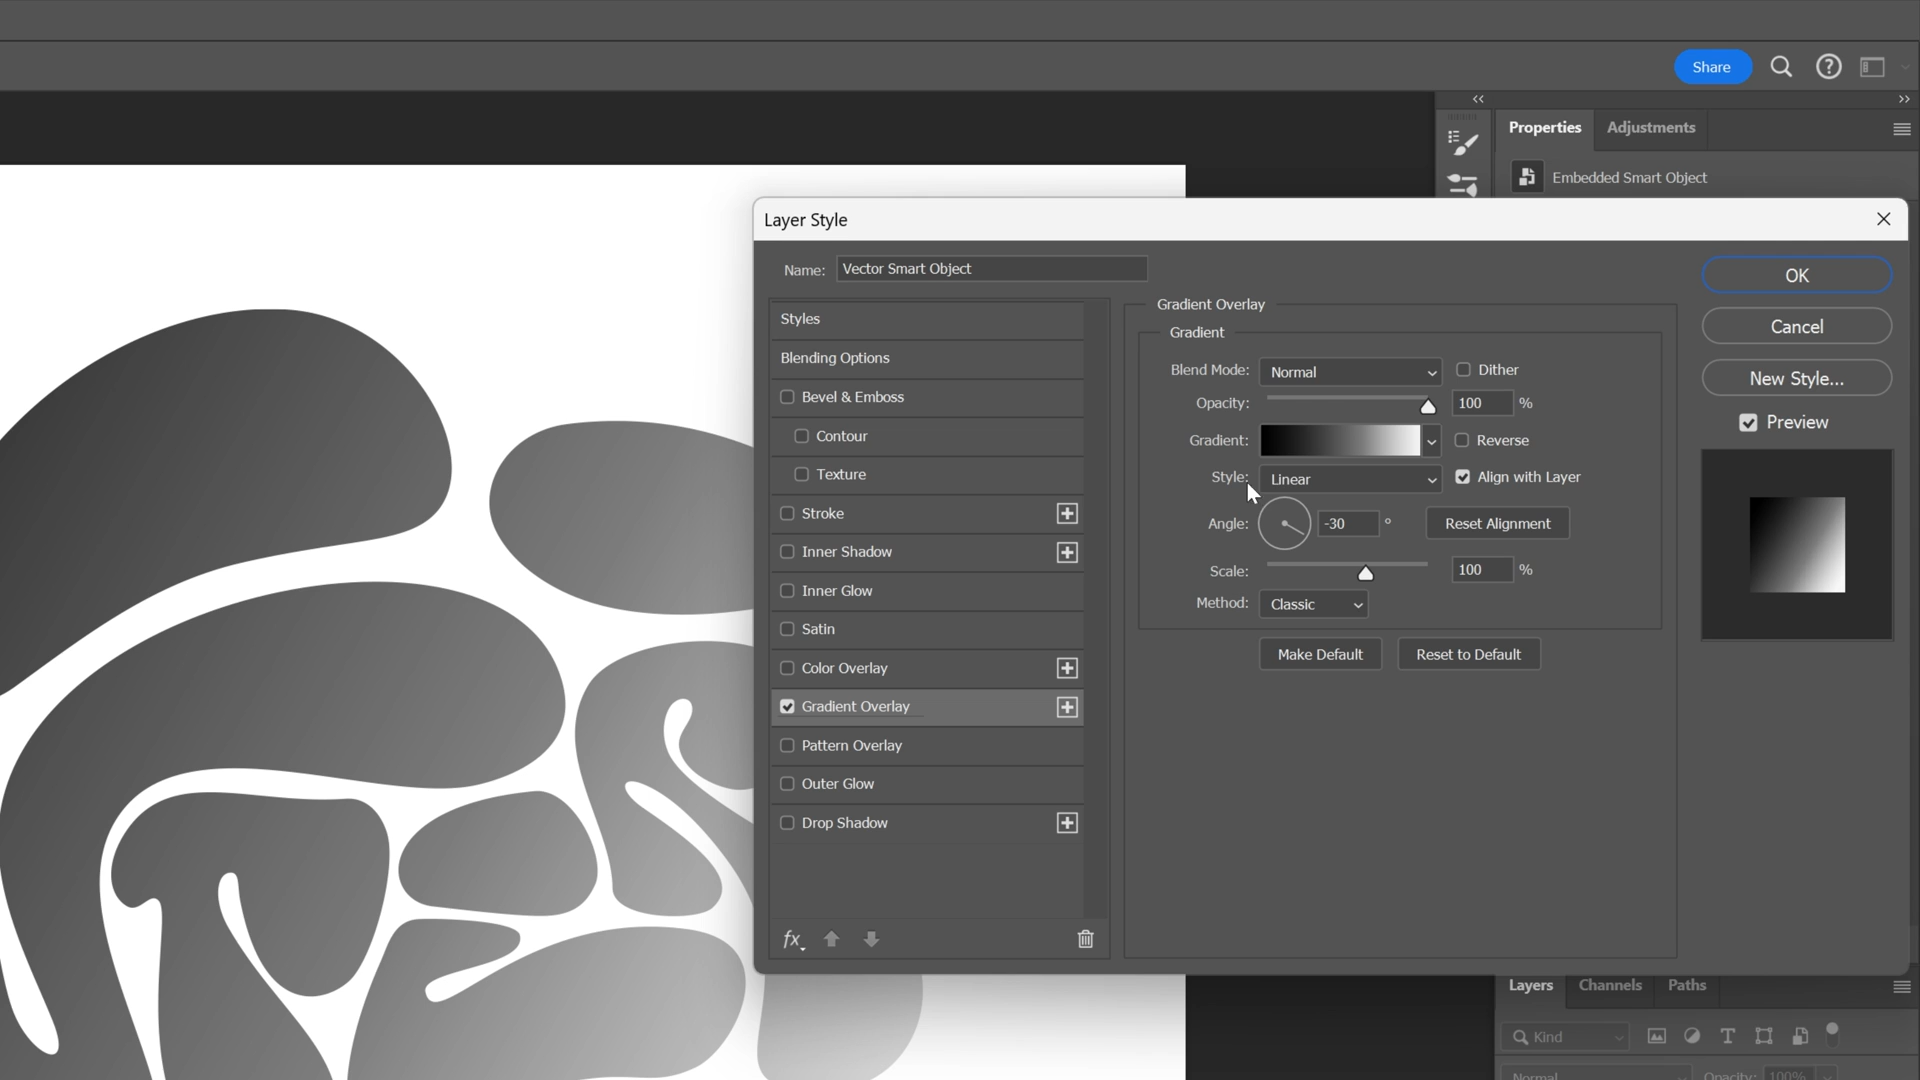 Share
Properties
Adjustments
Embedded Smart Object
Layer Style
Name: Vector Smart Object
OK
Cancel
New Style...
Preview
Styles
Blending Options
Bevel & Emboss
Contour
Texture
Stroke
Inner Shadow
Inner Glow
Satin
Color Overlay
Gradient Overlay
Pattern Overlay
Outer Glow
Drop Shadow
fx
Gradient Overlay
Gradient
Blend Mode: Normal Dither
Opacity: 100 %
Gradient: Reverse
Style: Linear Align with Layer
Angle: -30 ° Reset Alignment
Scale: 100 %
Method: Classic
Make Default Reset to Default
Layers Channels Paths
Kind
Normal Opacity: 100%